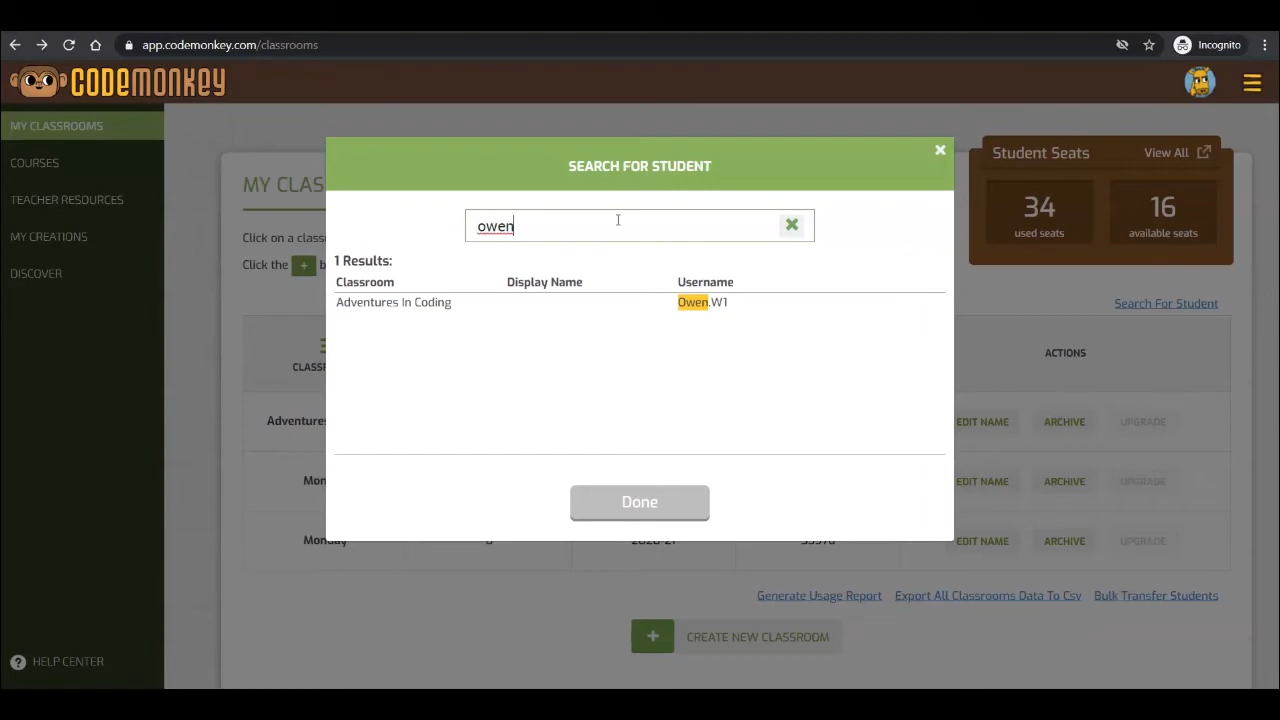 app.codemonkey.com/classrooms
Incognito
CODEMONKEY
MY CLASSROOMS
COURSES
TEACHER RESOURCES
MY CREATIONS
DISCOVER
HELP CENTER
MY CLAS
Click on a class
Click the + b
SEARCH FOR STUDENT
owen
1 Results:
Classroom Display Name Username
Adventures In Coding Owen.W1
Done
Student Seats View All
34 16
used seats available seats
Search For Student
CLASSR ACTIONS
Adventures EDIT NAME ARCHIVE UPGRADE
Mon EDIT NAME ARCHIVE UPGRADE
Monday EDIT NAME ARCHIVE UPGRADE
Generate Usage Report Export All Classrooms Data To Csv Bulk Transfer Students
+ CREATE NEW CLASSROOM